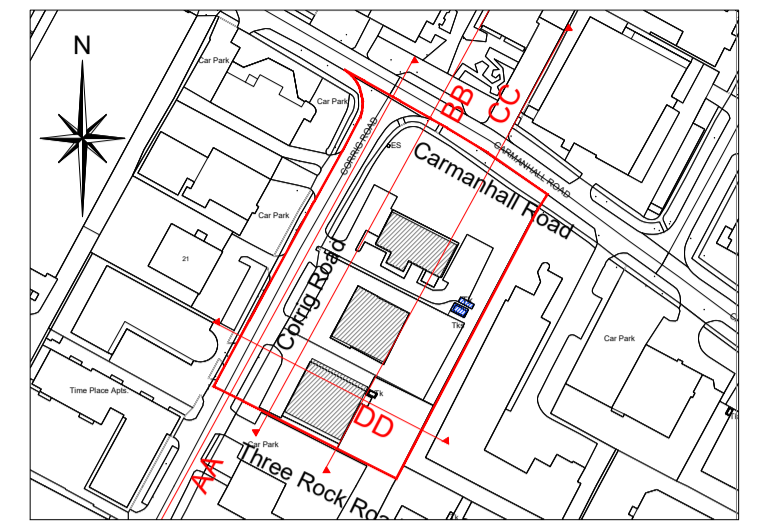 N
Car Park
Car Park
BB
CC
CORRIG ROAD
ES
CARMANHALL ROAD
Carmanhall Road
Car Park
21
Corrig Road
Tks
Car Park
Time Place Apts.
Tk
DD
Car Park
AA
Three Rock Roa